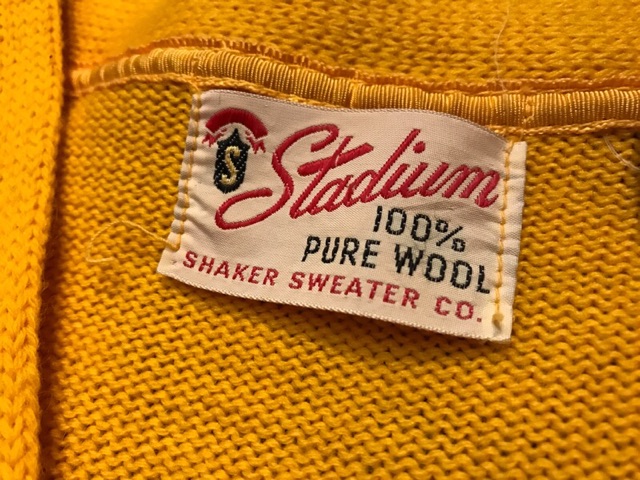 S
Stadium
100%
PURE WOOL
SHAKER SWEATER CO.